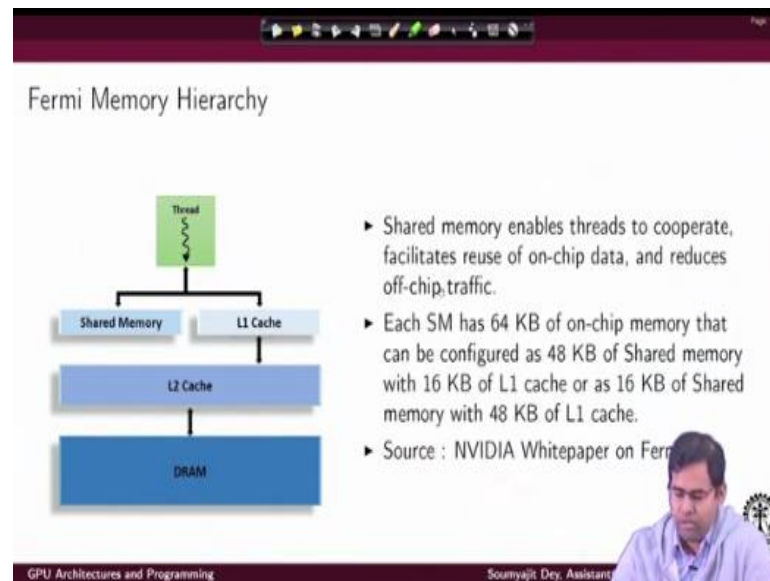 Page
Fermi Memory Hierarchy
Thread
Shared Memory
L1 Cache
L2 Cache
DRAM
▸ Shared memory enables threads to cooperate,
facilitates reuse of on-chip data, and reduces
off-chip traffic.
▸ Each SM has 64 KB of on-chip memory that
can be configured as 48 KB of Shared memory
with 16 KB of L1 cache or as 16 KB of Shared
memory with 48 KB of L1 cache.
▸ Source : NVIDIA Whitepaper on
GPU Architectures and Programming
Soumyajit Dey,